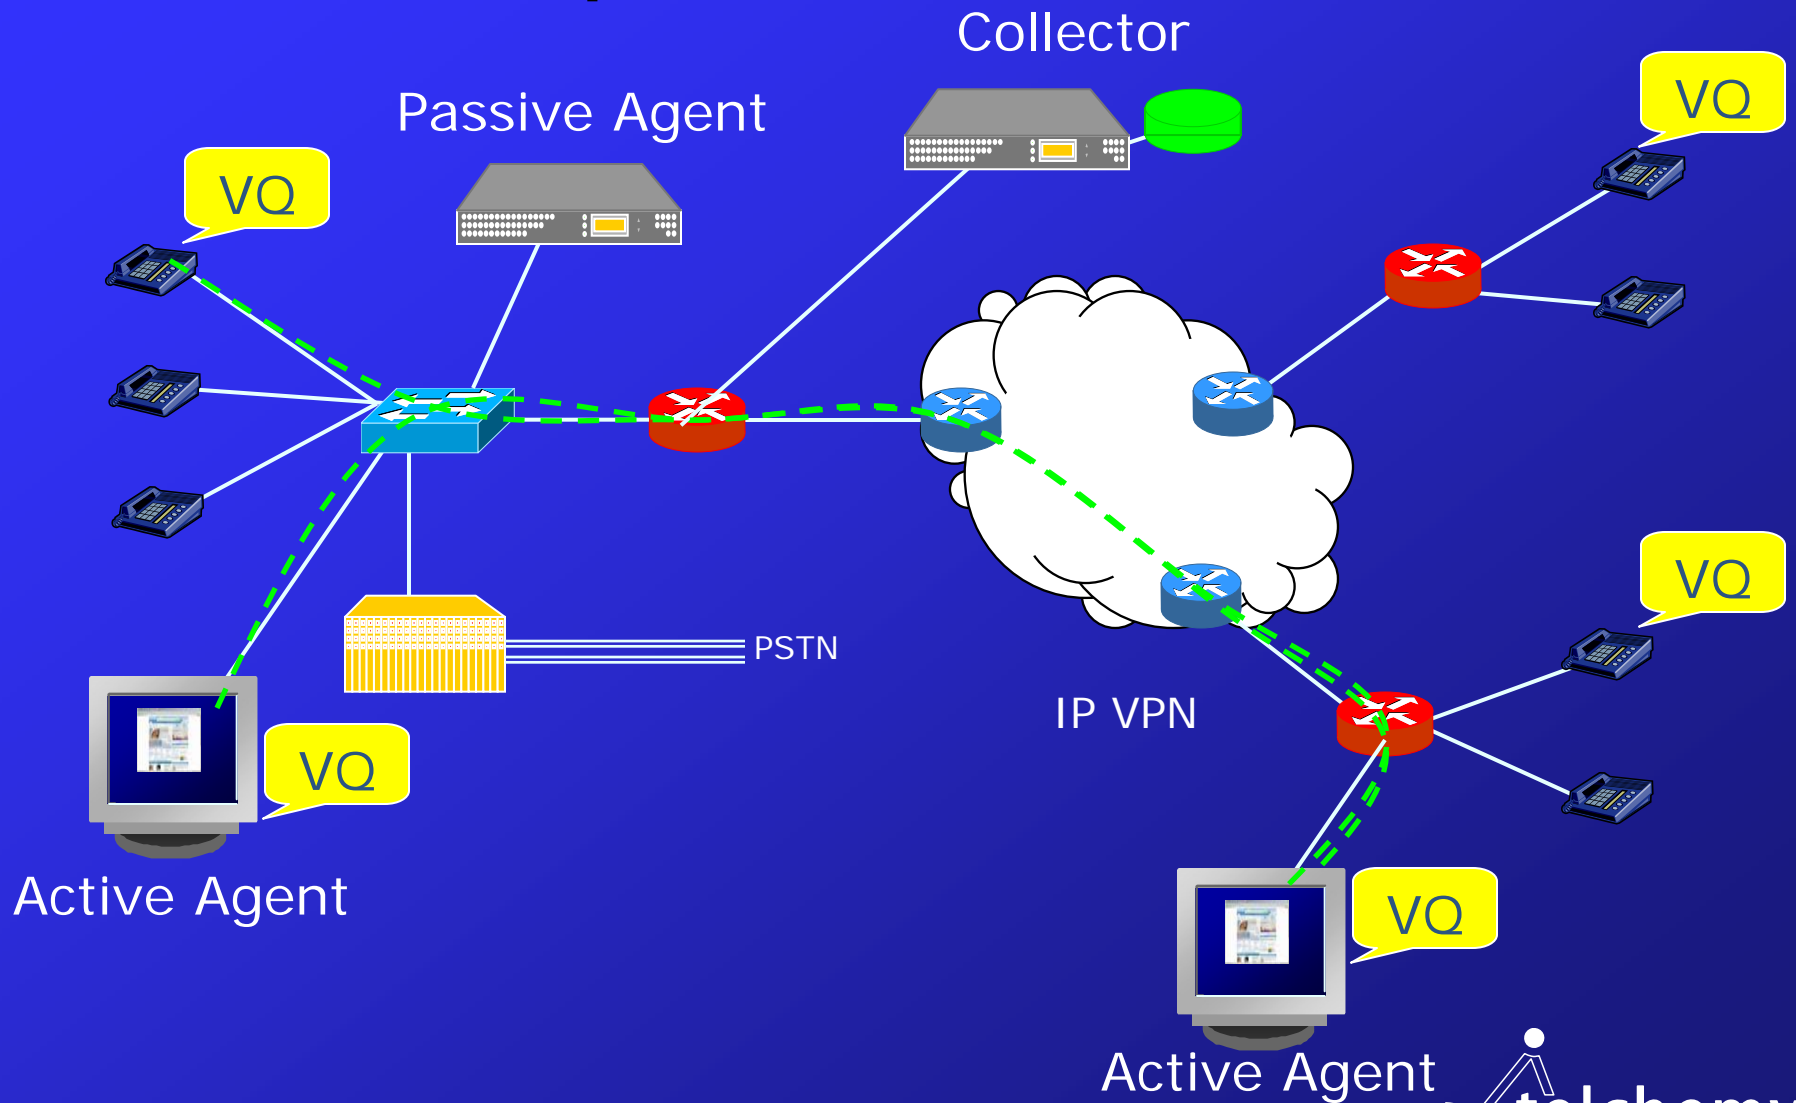 Collector
Passive Agent
VQ
VQ
VQ
PSTN
IP VPN
VQ
Active Agent
VQ
Active Agent